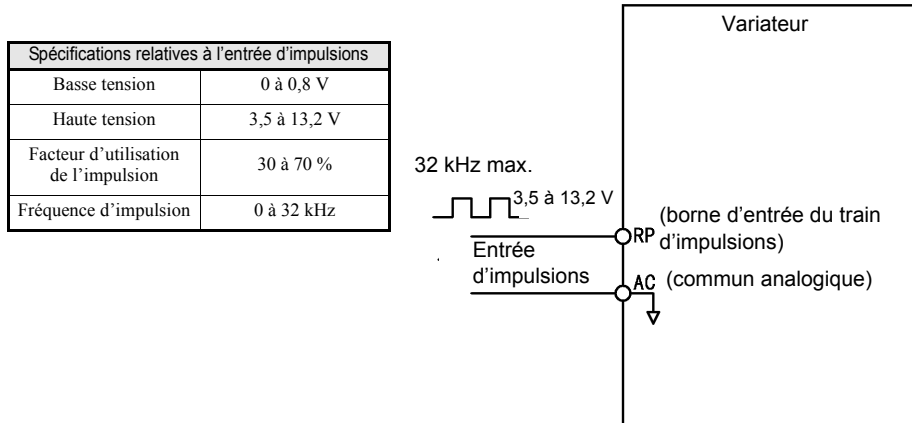 Spécifications relatives à l'entrée d'impulsions
Basse tension 0 à 0,8 V
Haute tension 3,5 à 13,2 V
Facteur d'utilisation
de l'impulsion 30 à 70 %
Fréquence d'impulsion 0 à 32 kHz
Variateur
32 kHz max.
3,5 à 13,2 V
RP (borne d'entrée du train
d'impulsions)
Entrée
d'impulsions
AC (commun analogique)